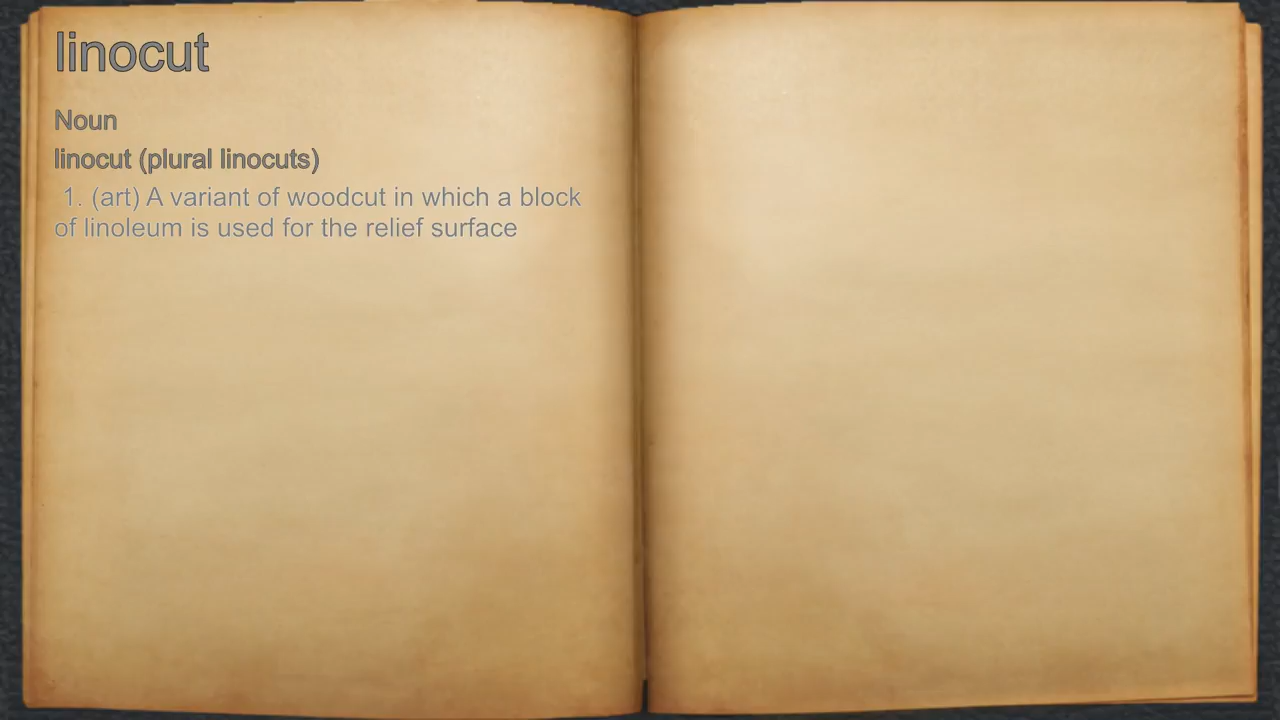 linocut
Noun
linocut (plural linocuts)
1. (art) A variant of woodcut in which a block
of linoleum is used for the relief surface